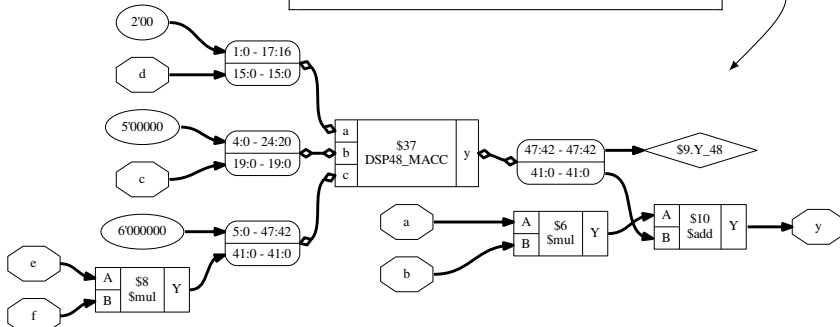 2'00
1:0 - 17:16
d
15:0 - 15:0
5'00000
a
$37
4:0 - 24:20
47:42 - 47:42
$9.Y_48
b
DSP48_MACC
y
19:0 - 19:0
41:0 - 41:0
c
c
6'000000
5:0 - 47:42
a
A
$6
$mul
Y
A
$10
$add
Y
y
41:0 - 41:0
B
B
e
A
$8
$mul
Y
b
B
f